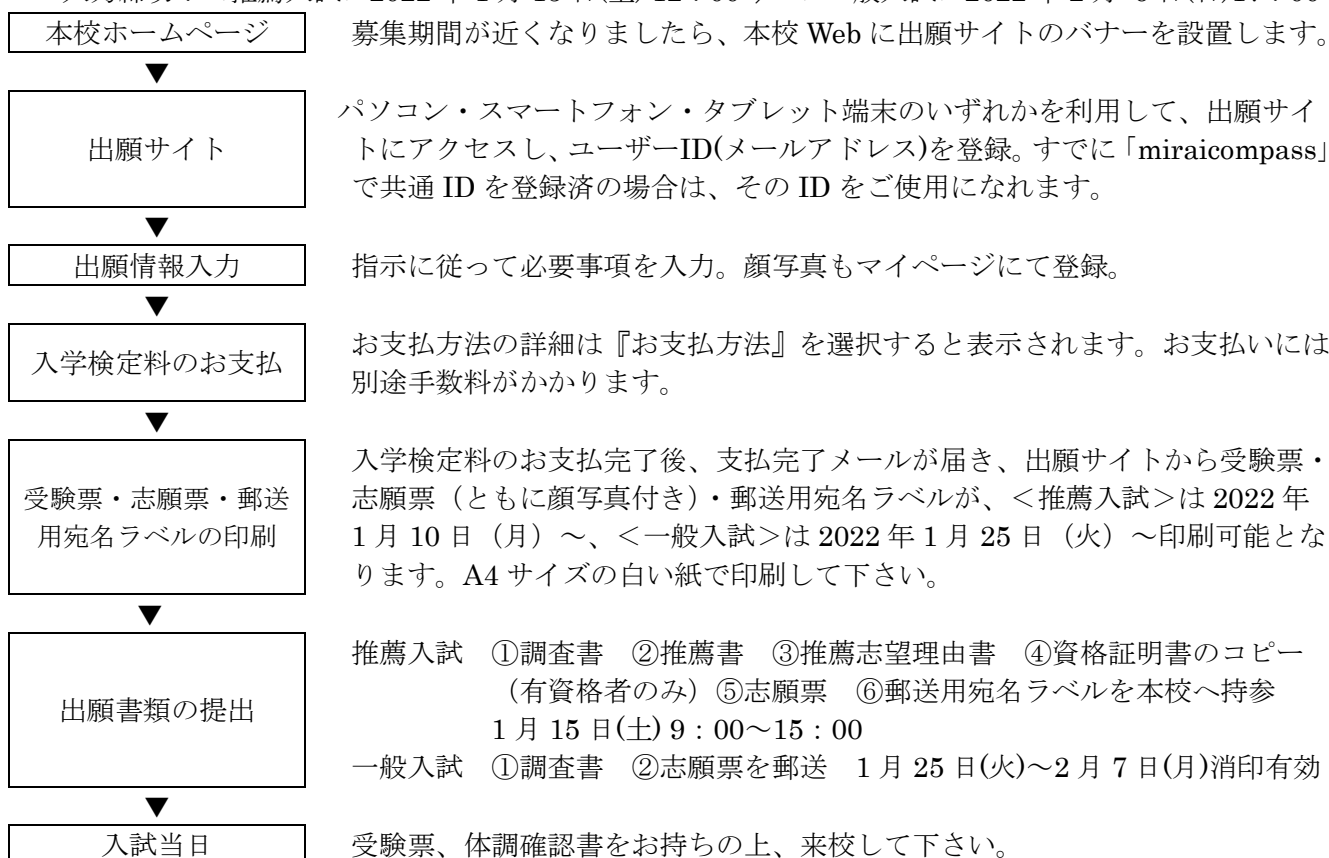 本校ホームページ 募集期間が近くなりましたら、本校 Web に出願サイトのバナーを設置します。
▼
出願サイト
パソコン・スマートフォン・タブレット端末のいずれかを利用して、出願サイ
トにアクセスし、ユーザーID(メールアドレス)を登録。すでに「miraicompass」
で共通 ID を登録済の場合は、その ID をご使用になれます。
▼
出願情報入力 指示に従って必要事項を入力。顔写真もマイページにて登録。
▼
入学検定料のお支払
お支払方法の詳細は『お支払方法』を選択すると表示されます。お支払いには
別途手数料がかかります。
▼
受験票・志願票・郵送
用宛名ラベルの印刷
入学検定料のお支払完了後、支払完了メールが届き、出願サイトから受験票・
志願票（ともに顔写真付き）・郵送用宛名ラベルが、＜推薦入試＞は 2022 年
1 月 10 日（月）～、＜一般入試＞は 2022 年 1 月 25 日（火）～印刷可能とな
ります。A4 サイズの白い紙で印刷して下さい。
▼
出願書類の提出
推薦入試 ①調査書 ②推薦書 ③推薦志望理由書 ④資格証明書のコピー
（有資格者のみ）⑤志願票 ⑥郵送用宛名ラベルを本校へ持参
1 月 15 日(土) 9：00～15：00
一般入試 ①調査書 ②志願票を郵送 1 月 25 日(火)～2 月 7 日(月)消印有効
▼
入試当日 受験票、体調確認書をお持ちの上、来校して下さい。